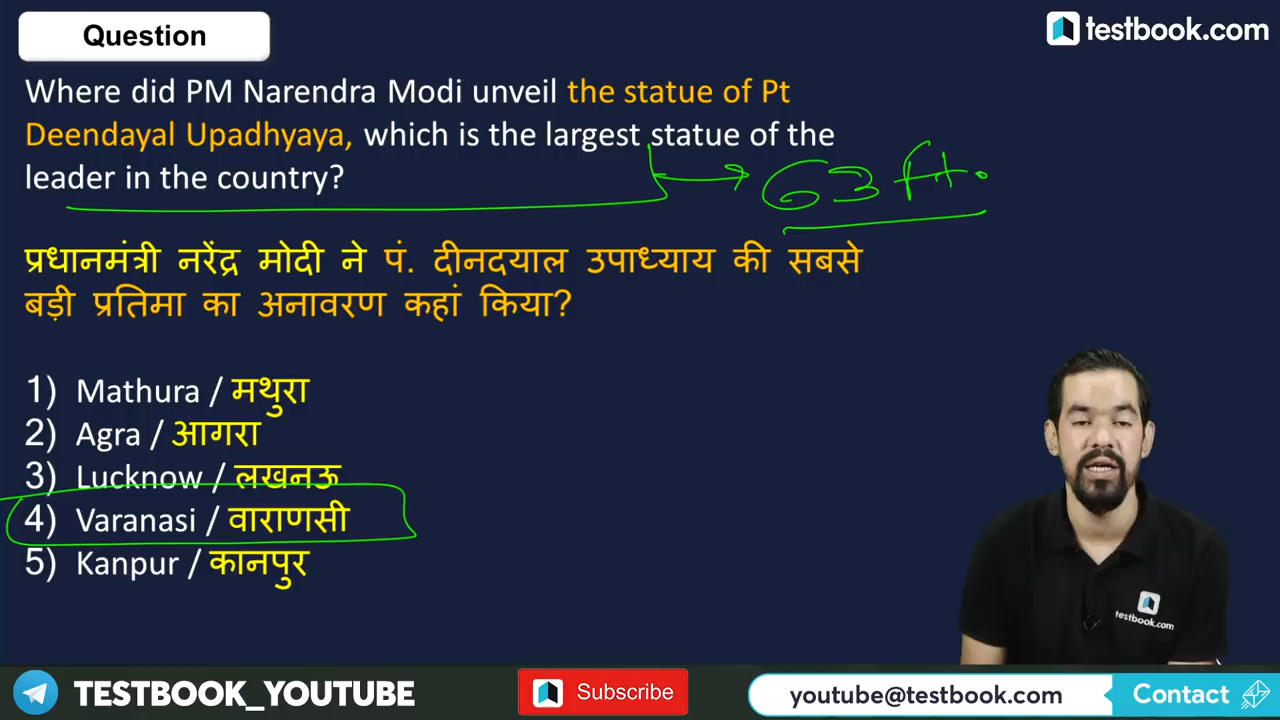 Question
testbook.com
Where did PM Narendra Modi unveil the statue of Pt
Deendayal Upadhyaya, which is the largest statue of the
leader in the country?
63 ft.
प्रधानमंत्री नरेंद्र मोदी ने पं. दीनदयाल उपाध्याय की सबसे
बड़ी प्रतिमा का अनावरण कहां किया?
1) Mathura / मथुरा
2) Agra / आगरा
3) Lucknow / लखनऊ
4) Varanasi / वाराणसी
5) Kanpur / कानपुर
testbook.com
TESTBOOK_YOUTUBE
Subscribe
youtube@testbook.com
Contact